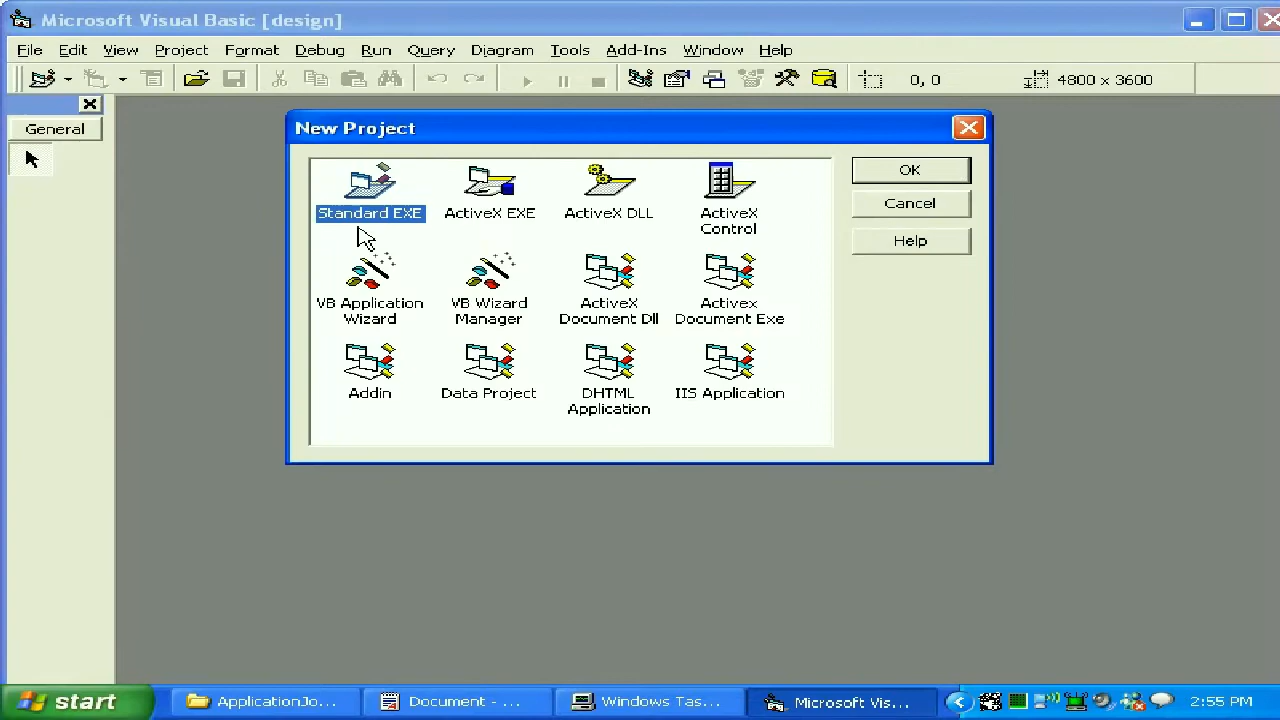 Microsoft Visual Basic [design]
File Edit View Project Format Debug Run Query Diagram Tools Add-Ins Window Help
0, 0 4800 x 3600
General
New Project
Standard EXE ActiveX EXE ActiveX DLL ActiveX
Control
VB Application VB Wizard ActiveX Activex
Wizard Manager Document Dll Document Exe
Addin Data Project DHTML IIS Application
Application
OK
Cancel
Help
start ApplicationJo... Document - ... Windows Tas... Microsoft Vis... 2:55 PM